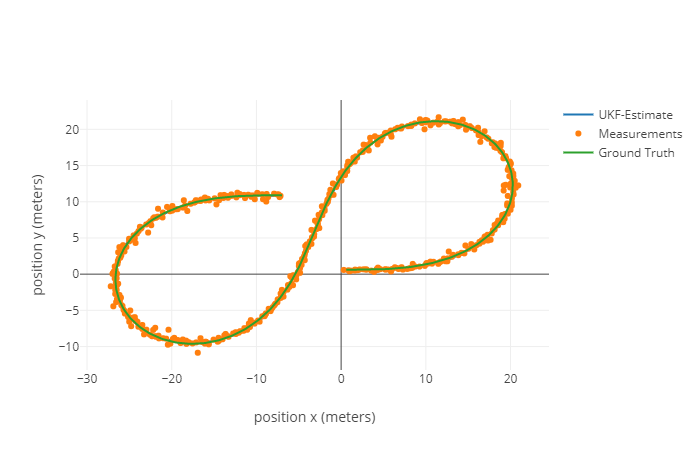 UKF-Estimate
Measurements
Ground Truth
20
15
10
5
0
−5
−10
−30
−20
−10
0
10
20
position x (meters)
position y (meters)